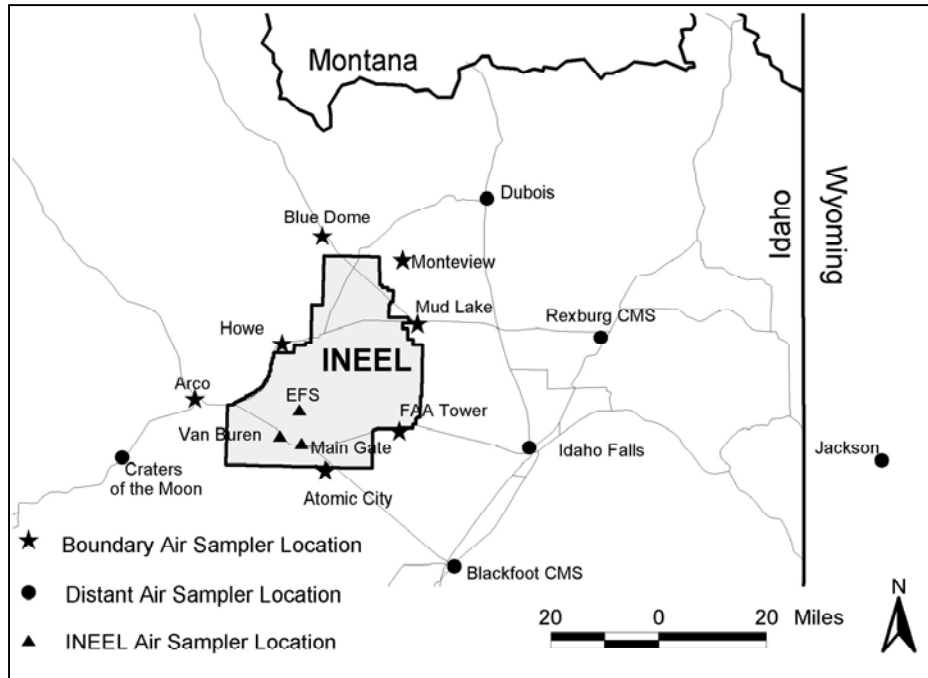 Montana
Idaho
Wyoming
Dubois
Blue Dome
Monteview
Mud Lake
Rexburg CMS
Howe
INEEL
Arco
EFS
FAA Tower
Van Buren
Main Gate
Idaho Falls
Jackson
Craters
of the Moon
Atomic City
Blackfoot CMS
Boundary Air Sampler Location
Distant Air Sampler Location
INEEL Air Sampler Location
20 0 20 Miles
N